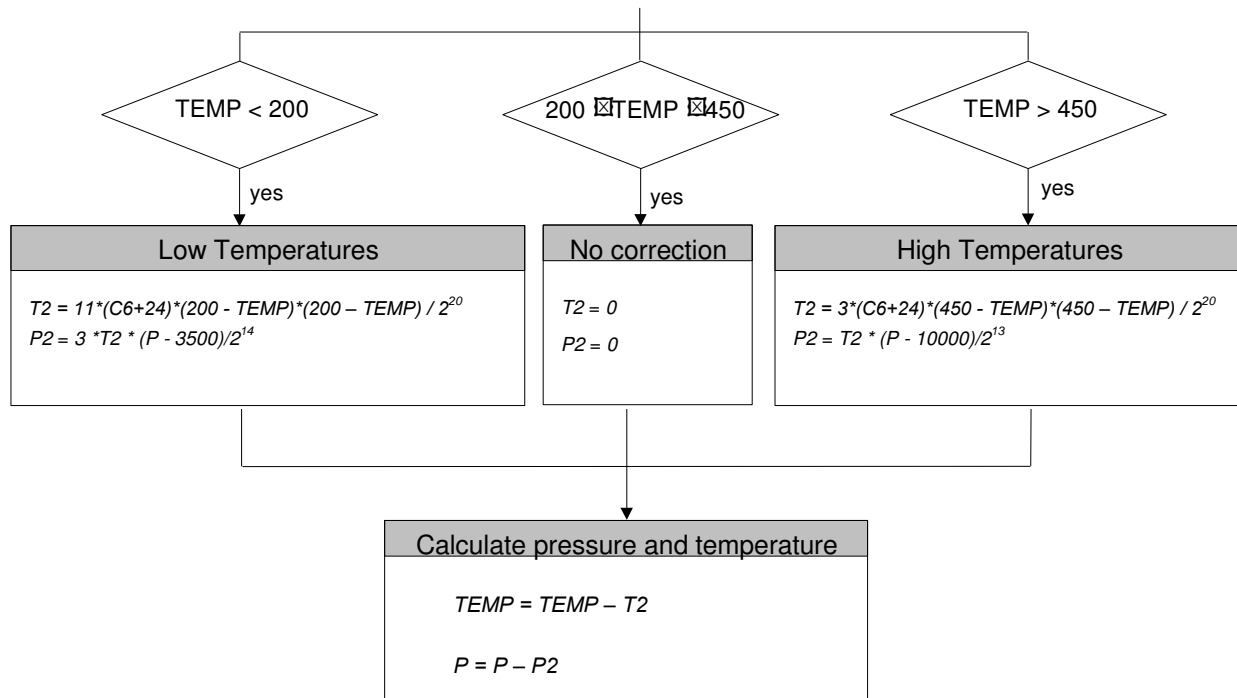 TEMP < 200
200 ☒TEMP ☒450
TEMP > 450
yes
yes
yes
Low Temperatures
T2 = 11*(C6+24)*(200 - TEMP)*(200 – TEMP) / 2^20
P2 = 3 *T2 * (P - 3500)/2^14
No correction
T2 = 0
P2 = 0
High Temperatures
T2 = 3*(C6+24)*(450 - TEMP)*(450 – TEMP) / 2^20
P2 = T2 * (P - 10000)/2^13
Calculate pressure and temperature
TEMP = TEMP – T2
P = P – P2